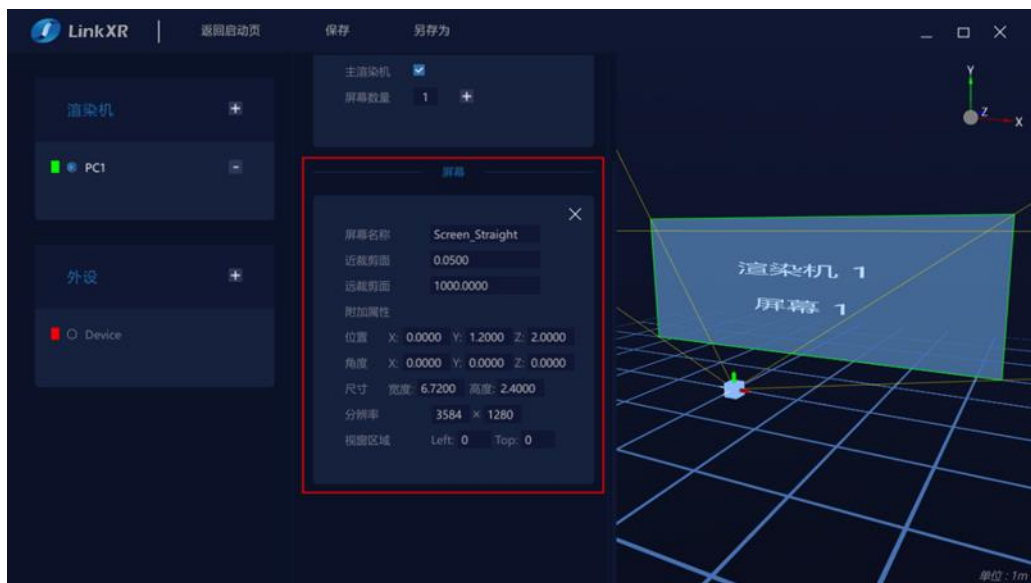 LinkXR 返回启动页 保存 另存为
渲染机 +
PC1 -
外设 +
Device
主渲染机
屏幕数量 1 +
屏幕
屏幕名称 Screen_Straight
近裁剪面 0.0500
远裁剪面 1000.0000
附加属性
位置 X: 0.0000 Y: 1.2000 Z: 2.0000
角度 X: 0.0000 Y: 0.0000 Z: 0.0000
尺寸 宽度: 6.7200 高度: 2.4000
分辨率 3584 × 1280
视窗区域 Left: 0 Top: 0
Y
Z
X
渲染机 1
屏幕 1
单位:1m